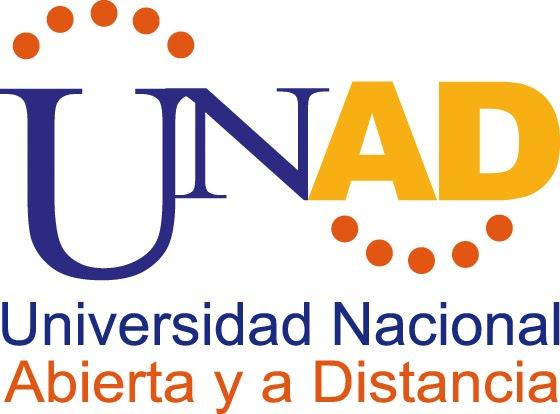 UNAD
Universidad Nacional
Abierta y a Distancia